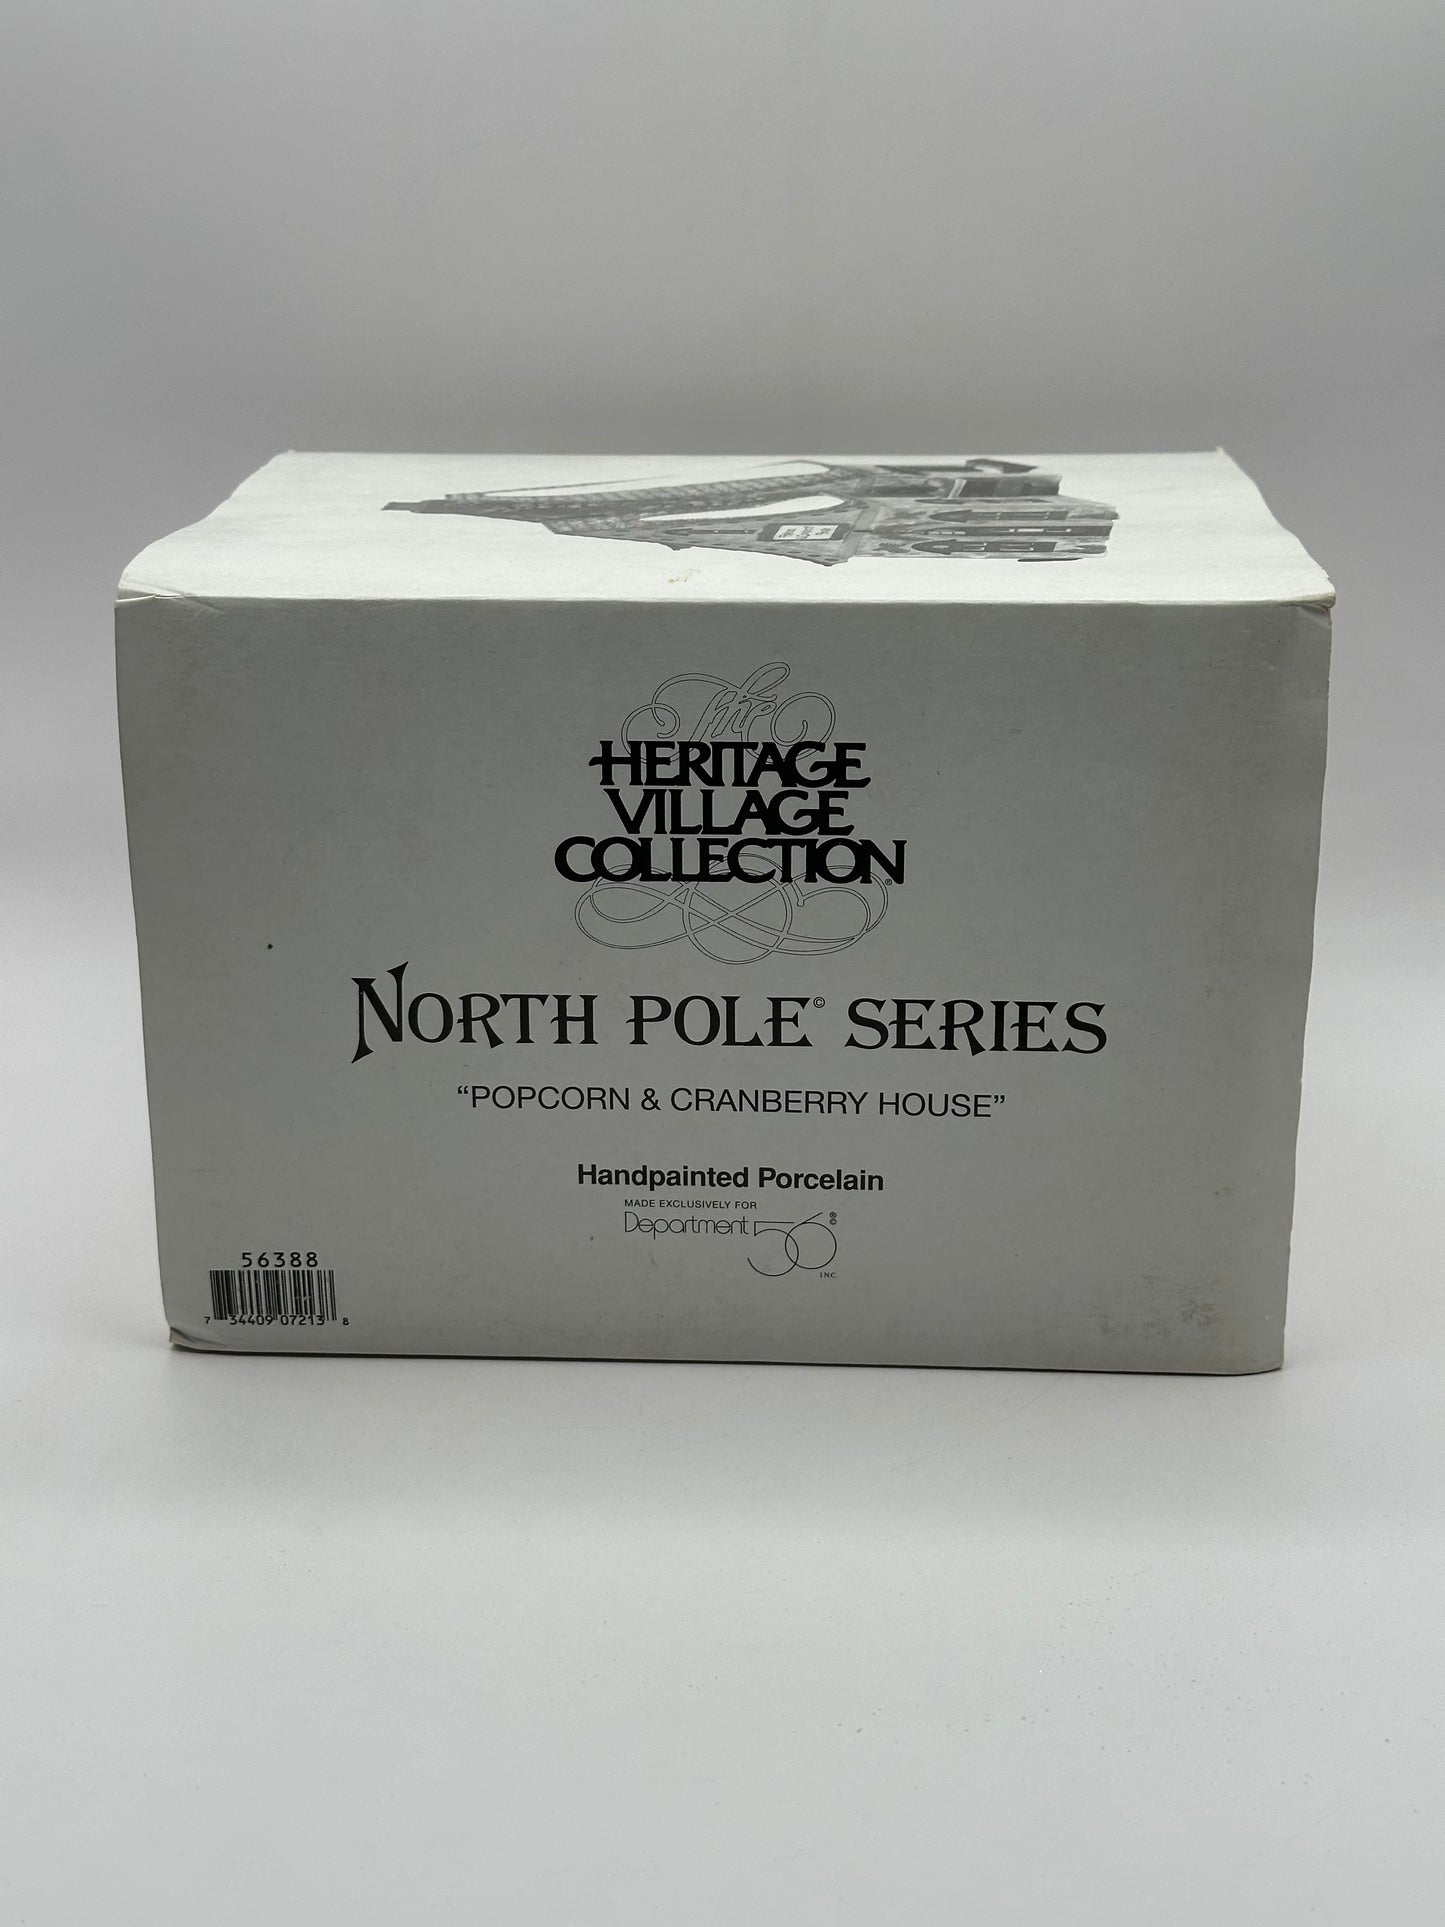 The
HERITAGE
VILLAGE
COLLECTION®
NORTH POLE© SERIES
“POPCORN & CRANBERRY HOUSE”
Handpainted Porcelain
MADE EXCLUSIVELY FOR
Department 56®©
INC.
56388
7 34409 07213 8